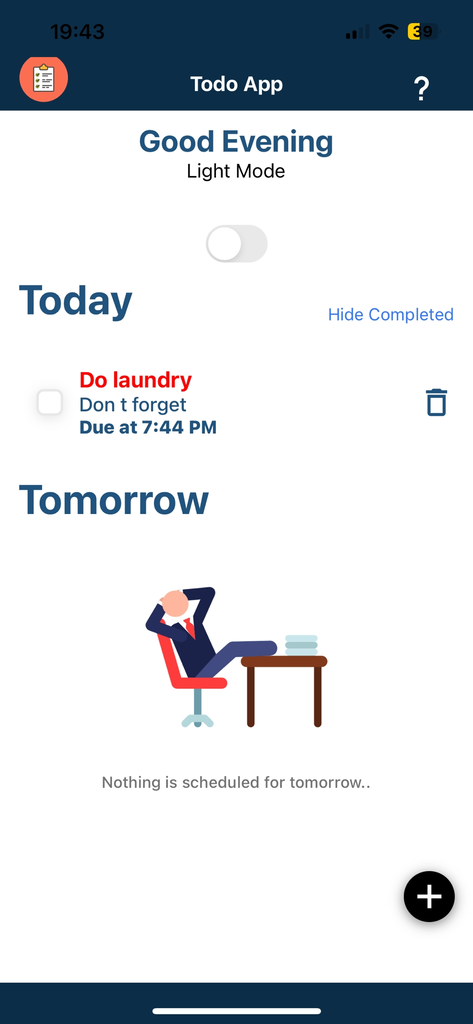 19:43
39
Todo App
?
Good Evening
Light Mode
Today
Hide Completed
Do laundry
Don t forget
Due at 7:44 PM
Tomorrow
Nothing is scheduled for tomorrow..
+